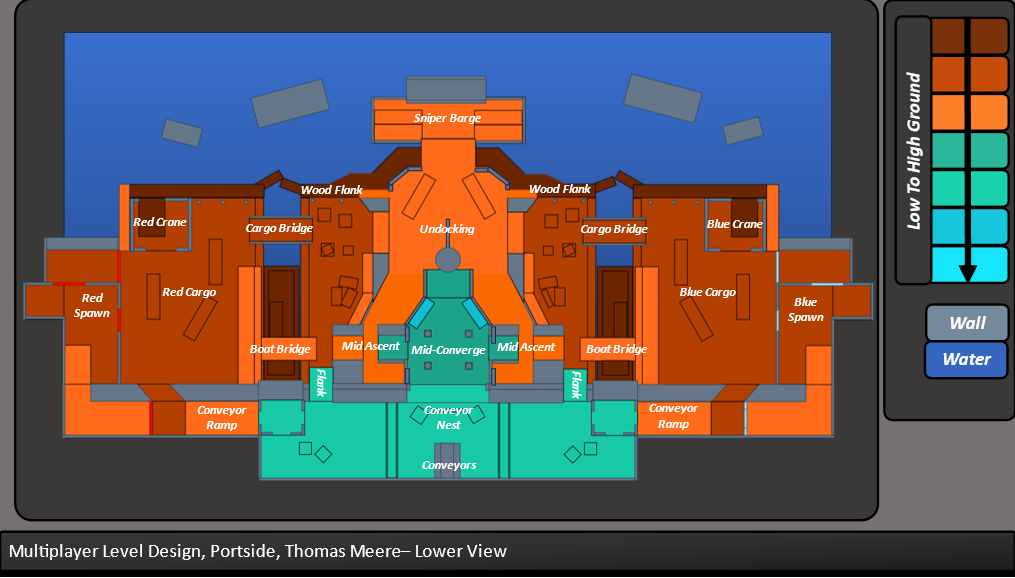 Sniper Barge
Wood Flank
Wood Flank
Red Crane
Cargo Bridge
Undocking
Cargo Bridge
Blue Crane
Red
Spawn
Red Cargo
Blue Cargo
Blue
Spawn
Boat Bridge
Mid Ascent
Mid-Converge
Mid Ascent
Boat Bridge
Flank
Flank
Conveyor
Ramp
Conveyor
Nest
Conveyor
Ramp
Conveyors
Low To High Ground
Wall
Water
Multiplayer Level Design, Portside, Thomas Meere– Lower View